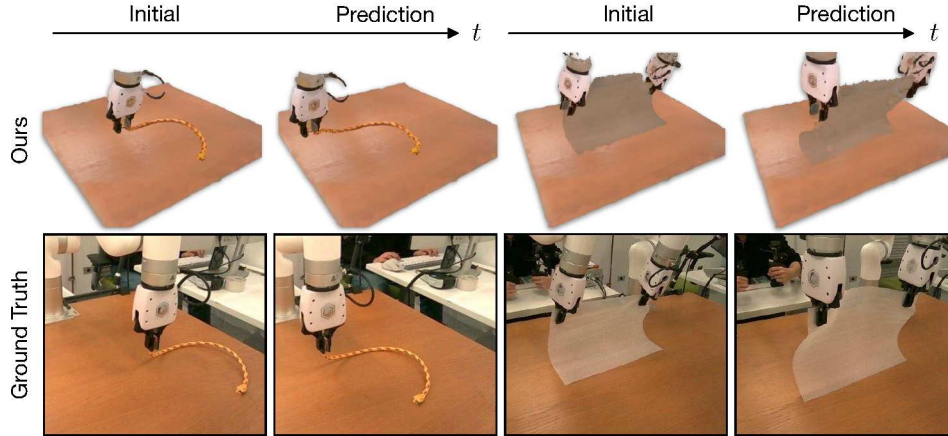 Initial
Prediction
t
Initial
Prediction
t
Ours
Ground Truth